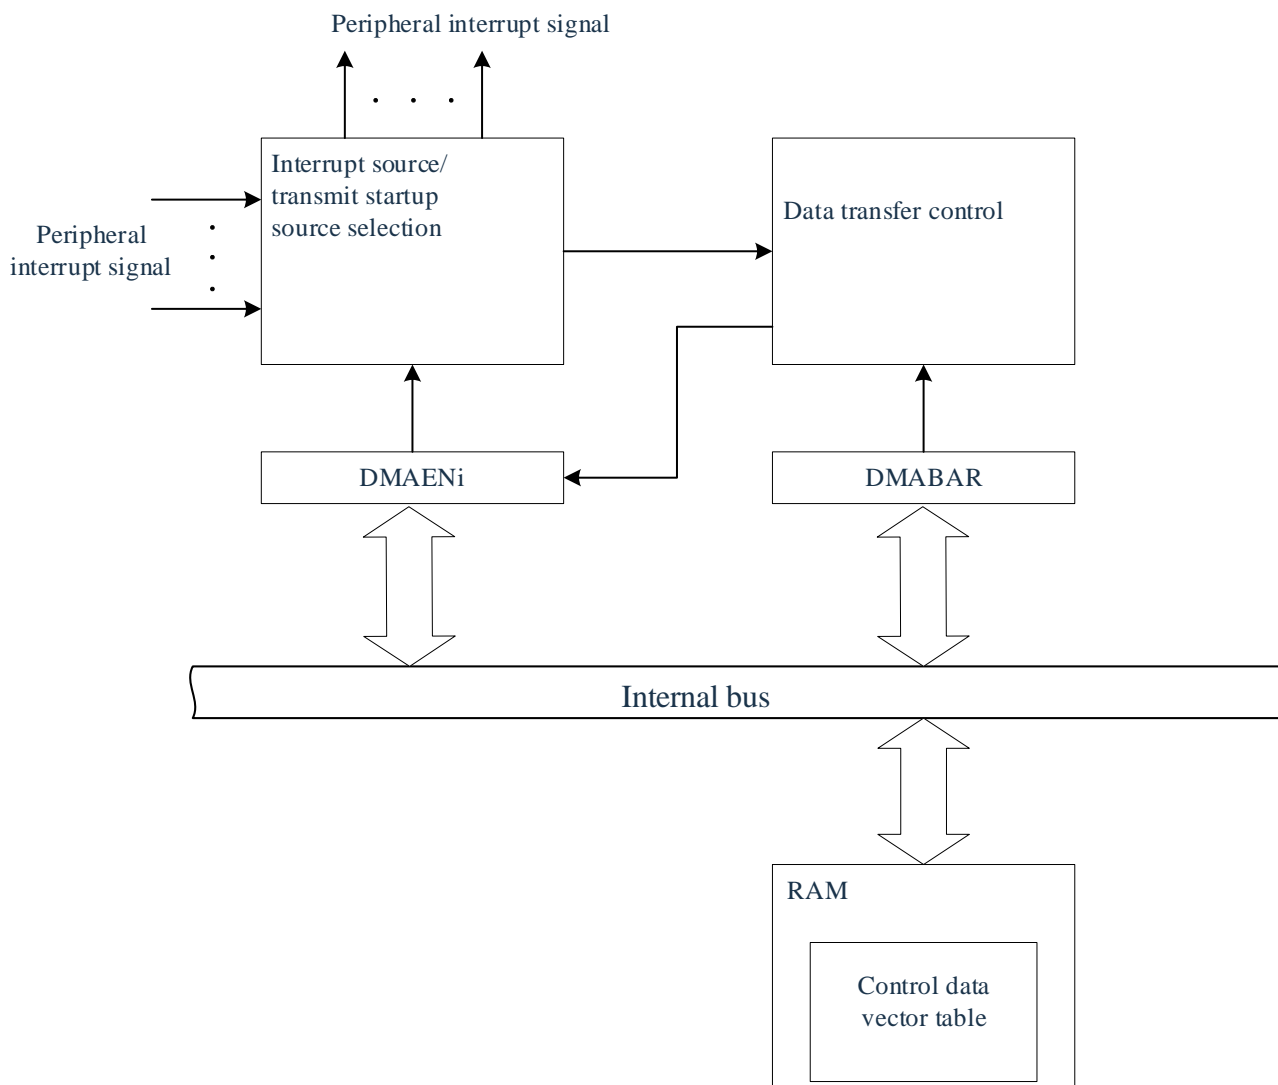 Peripheral interrupt signal
Interrupt source/
transmit startup
source selection
Data transfer control
Peripheral
interrupt signal
DMAENi
DMABAR
Internal bus
RAM
Control data
vector table